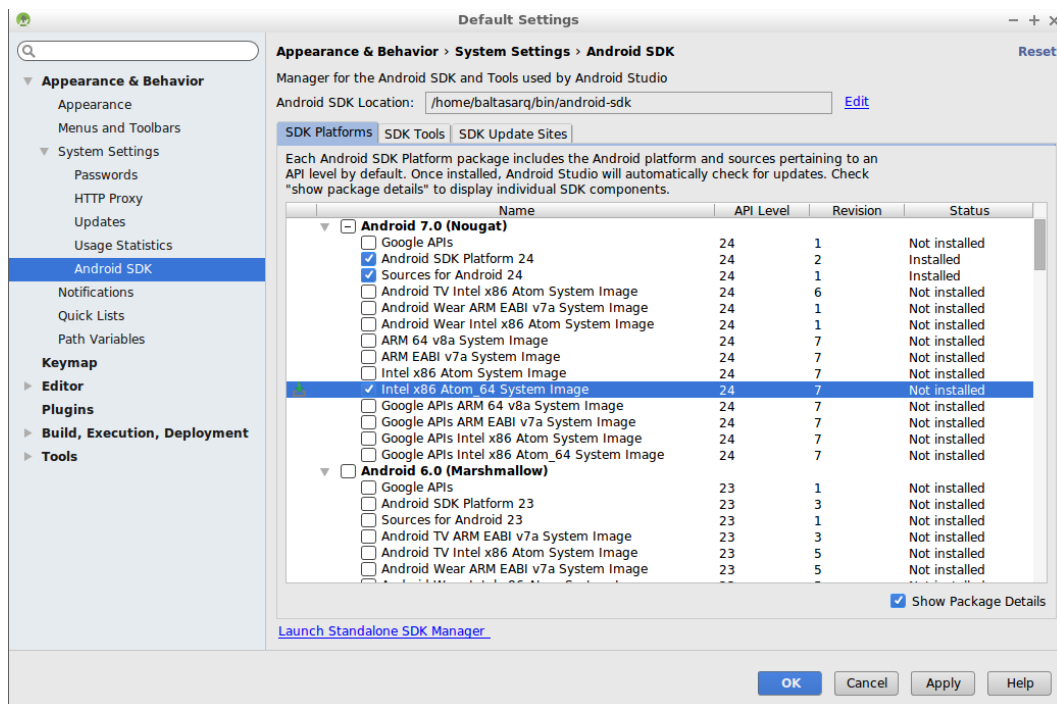 Default Settings
Appearance & Behavior
Appearance
Menus and Toolbars
System Settings
Passwords
HTTP Proxy
Updates
Usage Statistics
Android SDK
Notifications
Quick Lists
Path Variables
Keymap
Editor
Plugins
Build, Execution, Deployment
Tools
Appearance & Behavior › System Settings › Android SDK Reset
Manager for the Android SDK and Tools used by Android Studio
Android SDK Location: /home/baltasarq/bin/android-sdk Edit
SDK Platforms SDK Tools SDK Update Sites
Each Android SDK Platform package includes the Android platform and sources pertaining to an
API level by default. Once installed, Android Studio will automatically check for updates. Check
"show package details" to display individual SDK components.
Name API Level Revision Status
Android 7.0 (Nougat)
Google APIs 24 1 Not installed
Android SDK Platform 24 24 2 Installed
Sources for Android 24 24 1 Installed
Android TV Intel x86 Atom System Image 24 6 Not installed
Android Wear ARM EABI v7a System Image 24 1 Not installed
Android Wear Intel x86 Atom System Image 24 1 Not installed
ARM 64 v8a System Image 24 7 Not installed
ARM EABI v7a System Image 24 7 Not installed
Intel x86 Atom System Image 24 7 Not installed
Intel x86 Atom_64 System Image 24 7 Not installed
Google APIs ARM 64 v8a System Image 24 7 Not installed
Google APIs ARM EABI v7a System Image 24 7 Not installed
Google APIs Intel x86 Atom System Image 24 7 Not installed
Google APIs Intel x86 Atom_64 System Image 24 7 Not installed
Android 6.0 (Marshmallow)
Google APIs 23 1 Not installed
Android SDK Platform 23 23 3 Not installed
Sources for Android 23 23 1 Not installed
Android TV ARM EABI v7a System Image 23 3 Not installed
Android TV Intel x86 Atom System Image 23 5 Not installed
Android Wear ARM EABI v7a System Image 23 5 Not installed
Show Package Details
Launch Standalone SDK Manager
OK Cancel Apply Help